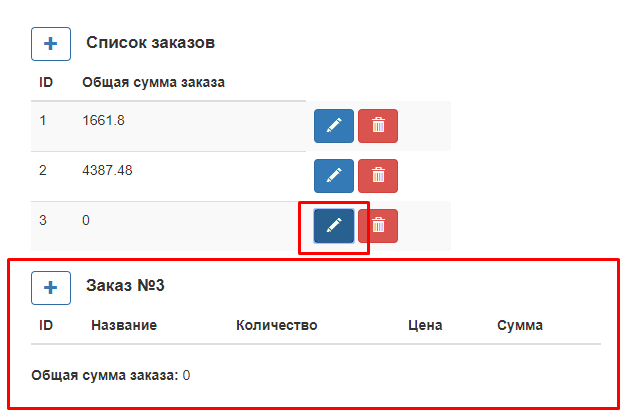 Список заказов
ID Общая сумма заказа
1 1661.8
2 4387.48
3 0
Заказ №3
ID Название Количество Цена Сумма
Общая сумма заказа: 0